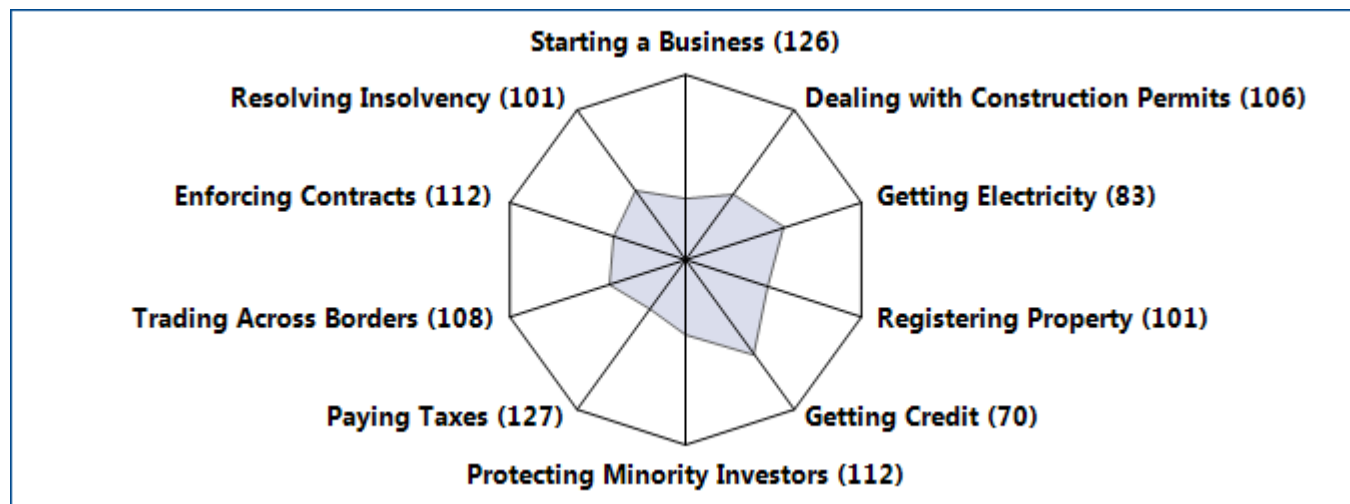 Starting a Business (126)
Resolving Insolvency (101)
Dealing with Construction Permits (106)
Enforcing Contracts (112)
Getting Electricity (83)
Trading Across Borders (108)
Registering Property (101)
Paying Taxes (127)
Getting Credit (70)
Protecting Minority Investors (112)